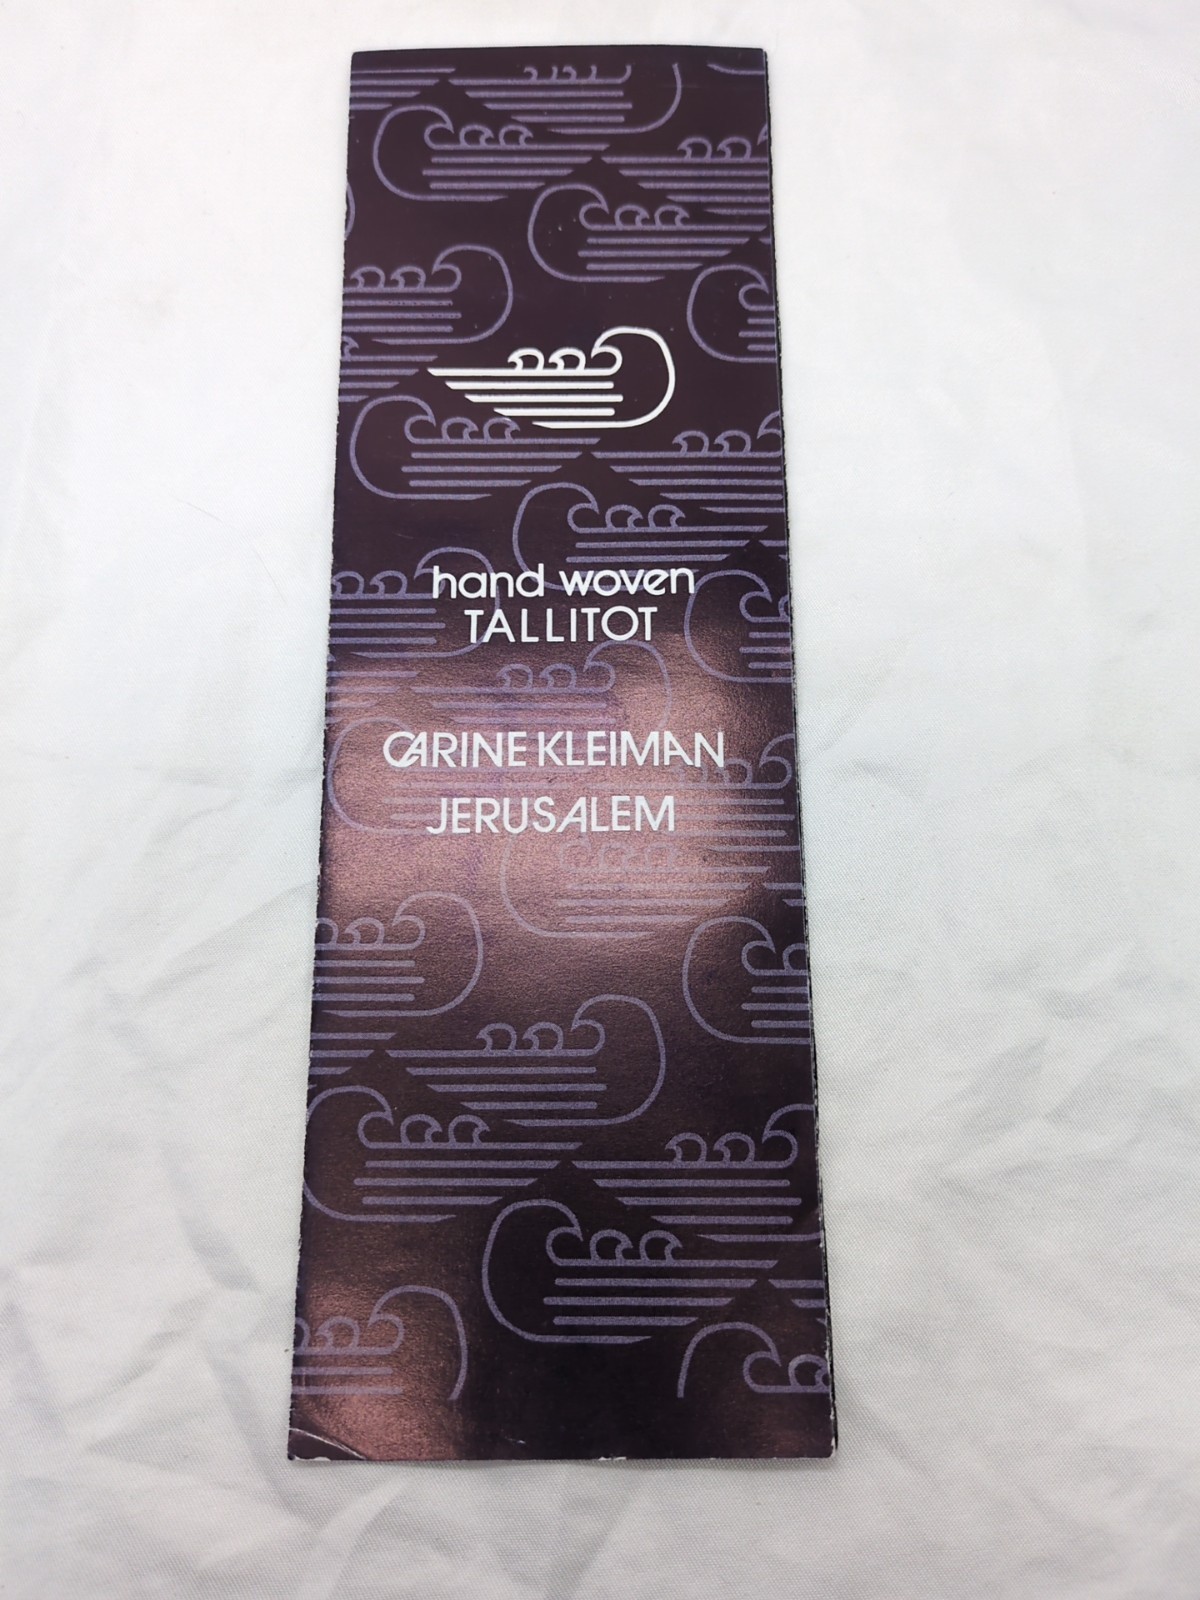 hand woven
TALLITOT
CARINE KLEIMAN
JERUSALEM